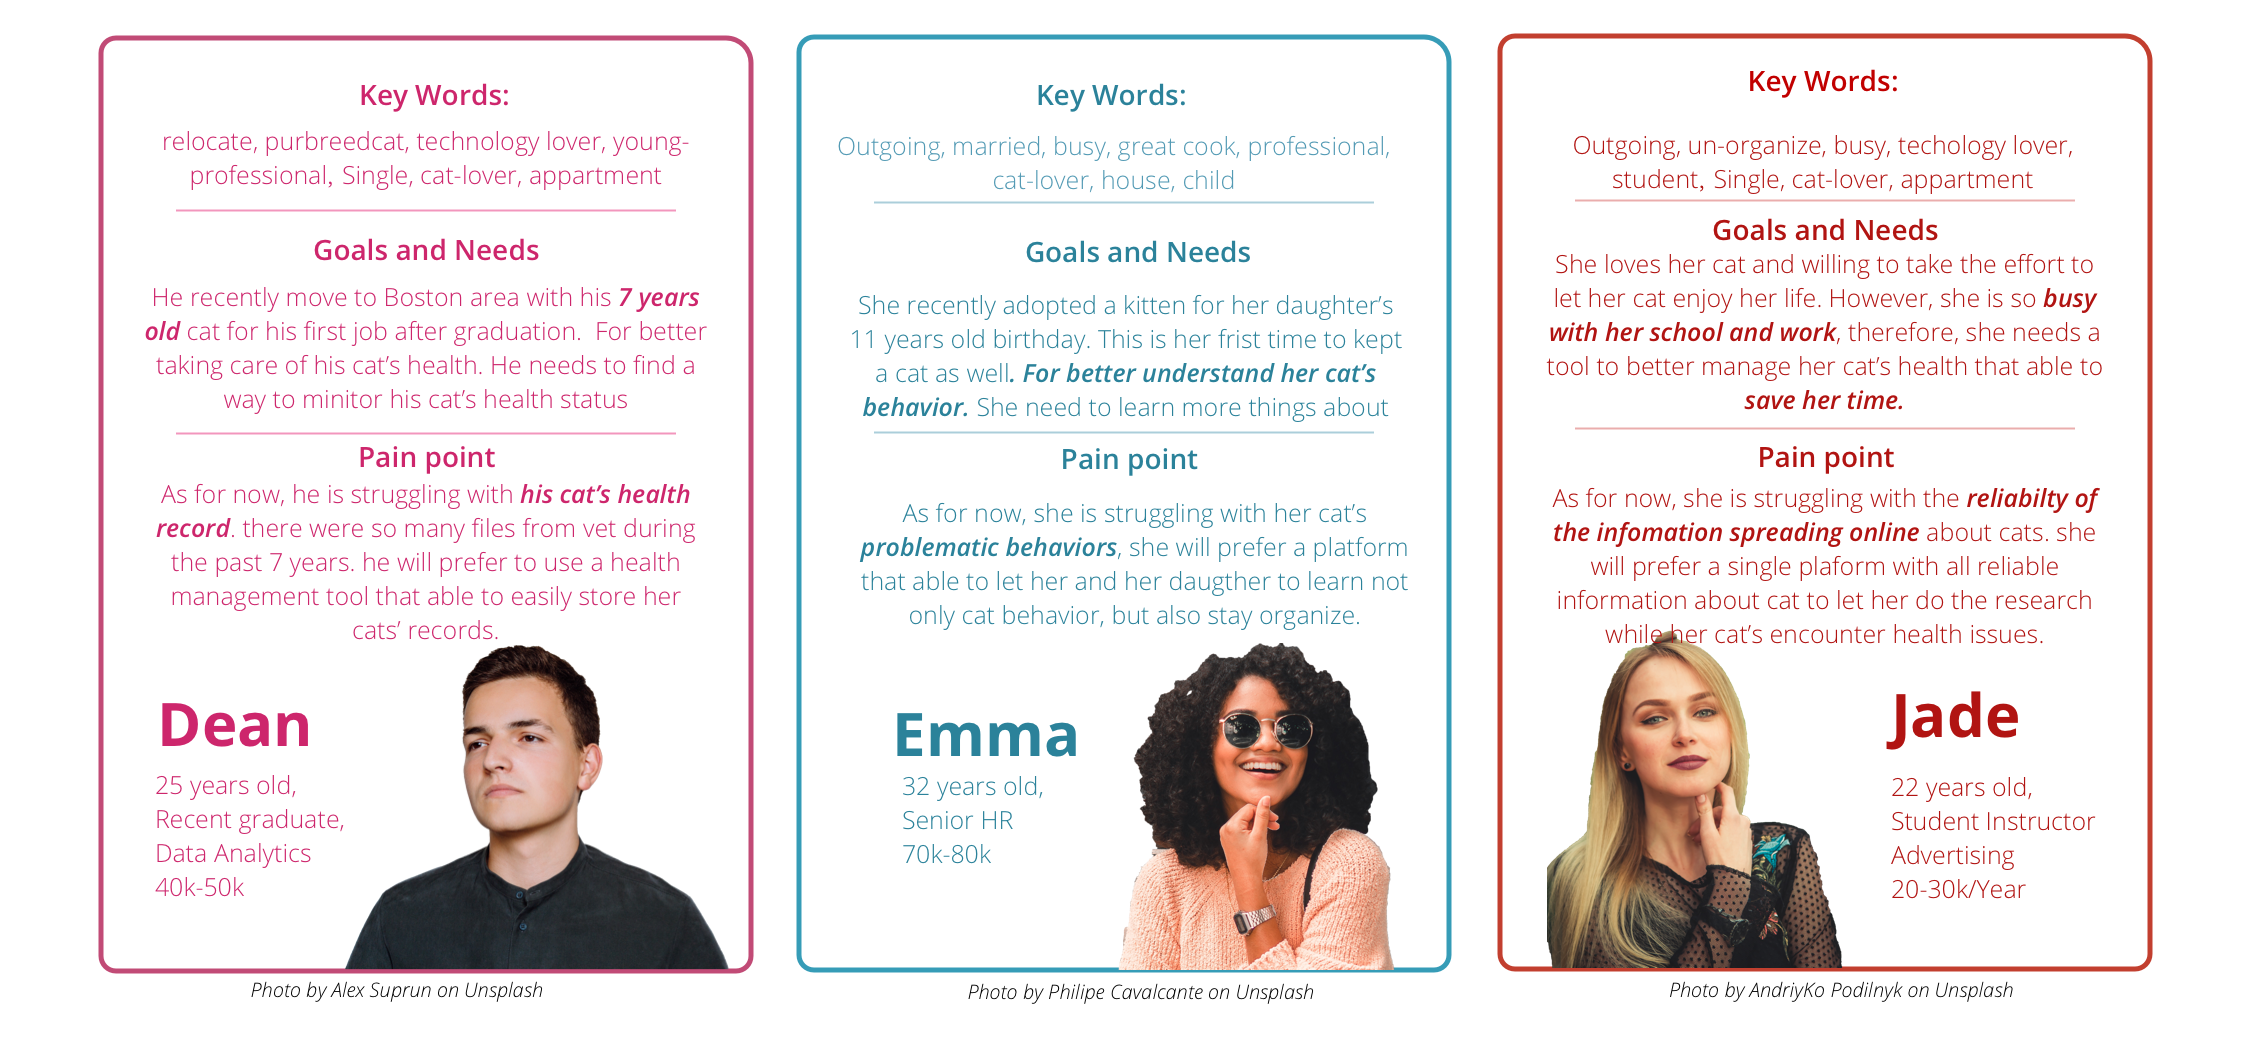 Key Words:
relocate, purbreedcat, technology lover, young-
professional, Single, cat-lover, appartment
Goals and Needs
He recently move to Boston area with his 7 years
old cat for his first job after graduation. For better
taking care of his cat's health. He needs to find a
way to minitor his cat's health status
Pain point
As for now, he is struggling with his cat's health
record. there were so many files from vet during
the past 7 years. he will prefer to use a health
management tool that able to easily store her
cats' records.
Dean
25 years old,
Recent graduate,
Data Analytics
40k-50k
Photo by Alex Suprun on Unsplash
Key Words:
Outgoing, married, busy, great cook, professional,
cat-lover, house, child
Goals and Needs
She recently adopted a kitten for her daughter's
11 years old birthday. This is her frist time to kept
a cat as well. For better understand her cat's
behavior. She need to learn more things about
Pain point
As for now, she is struggling with her cat's
problematic behaviors, she will prefer a platform
that able to let her and her daugther to learn not
only cat behavior, but also stay organize.
Emma
32 years old,
Senior HR
70k-80k
Photo by Philipe Cavalcante on Unsplash
Key Words:
Outgoing, un-organize, busy, techology lover,
student, Single, cat-lover, appartment
Goals and Needs
She loves her cat and willing to take the effort to
let her cat enjoy her life. However, she is so busy
with her school and work, therefore, she needs a
tool to better manage her cat's health that able to
save her time.
Pain point
As for now, she is struggling with the reliabilty of
the infomation spreading online about cats. she
will prefer a single plaform with all reliable
information about cat to let her do the research
while her cat's encounter health issues.
Jade
22 years old,
Student Instructor
Advertising
20-30k/Year
Photo by AndriyKo Podilnyk on Unsplash